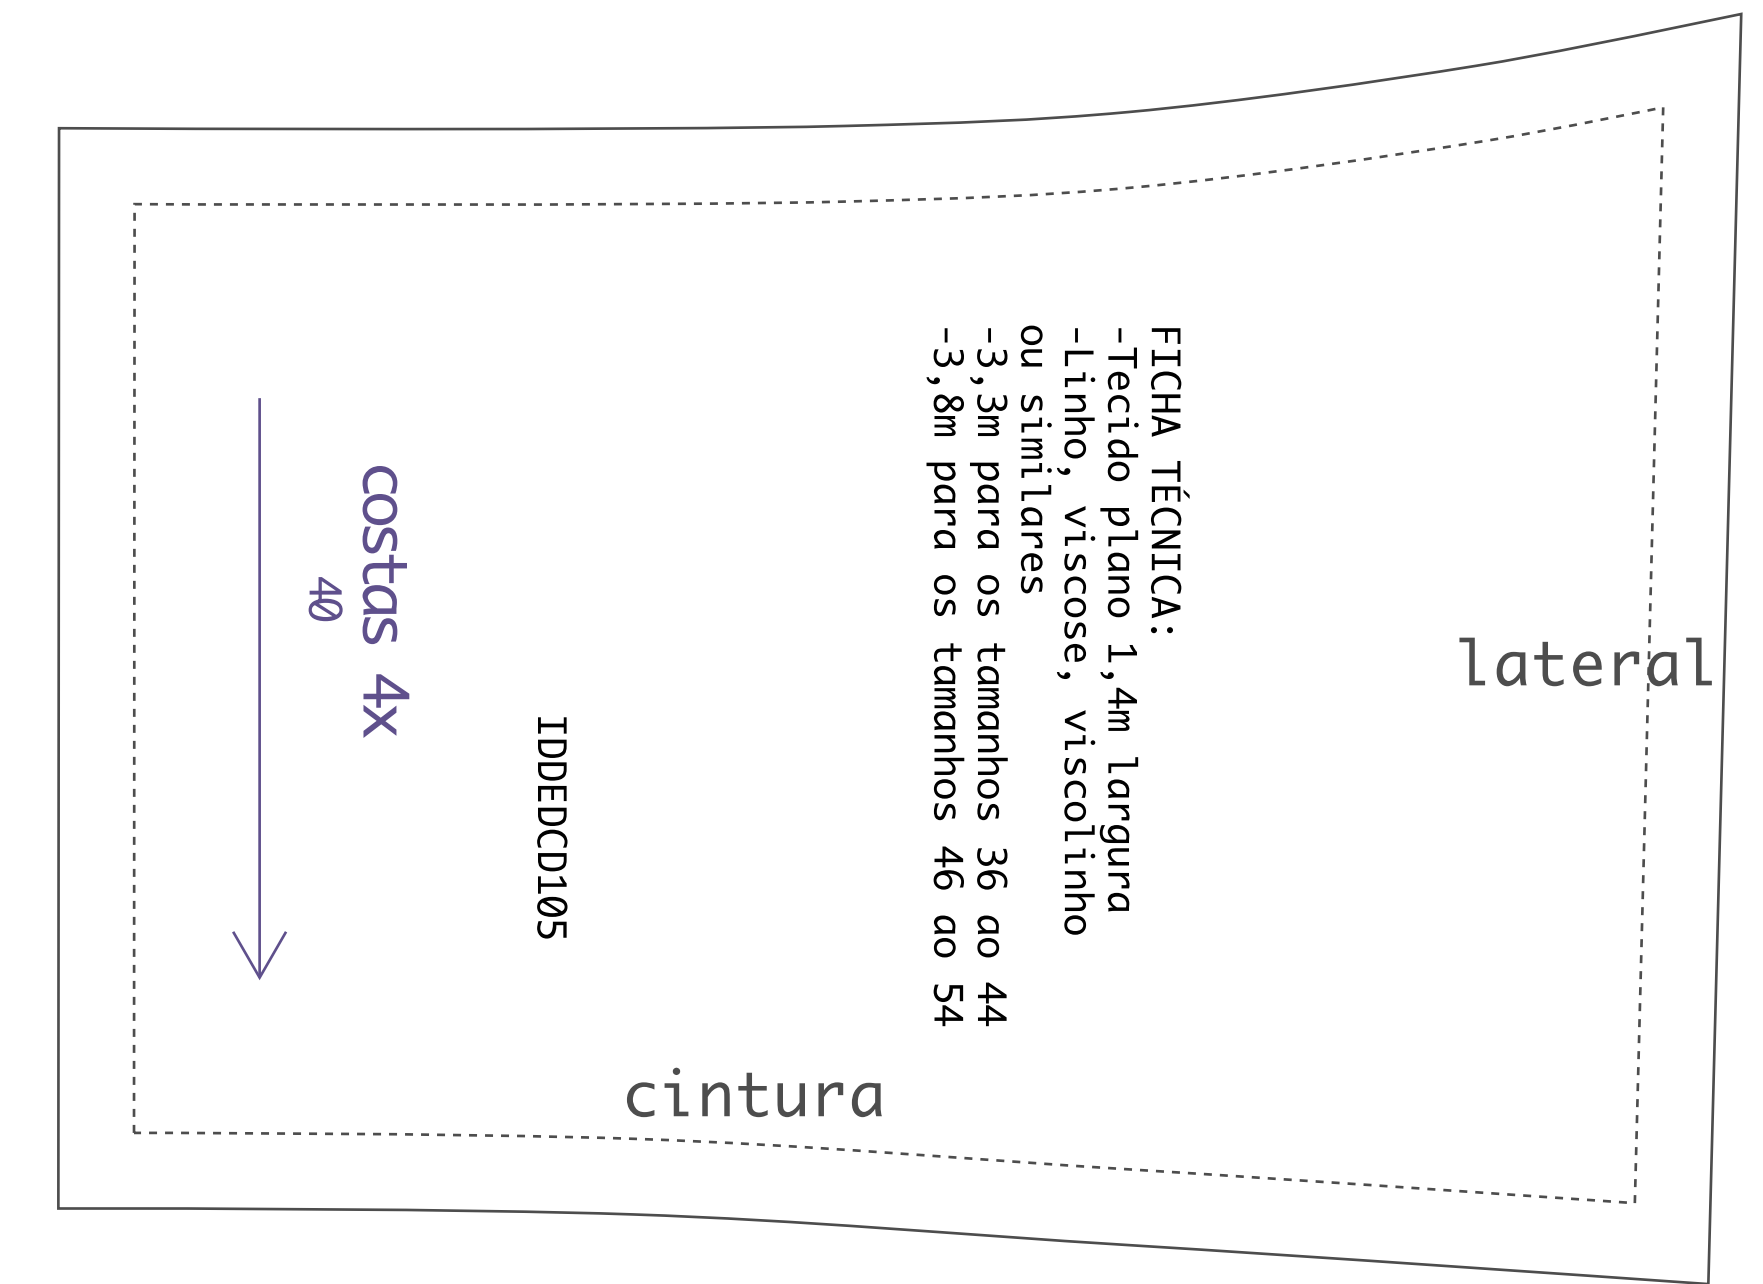 costas 4x
40
IDDEDCD105
FICHA TÉCNICA:
-Tecido plano 1,4m largura
-Linho, viscose, viscolinho
ou similares
-3,3m para os tamanhos 36 ao 44
-3,8m para os tamanhos 46 ao 54
lateral
cintura